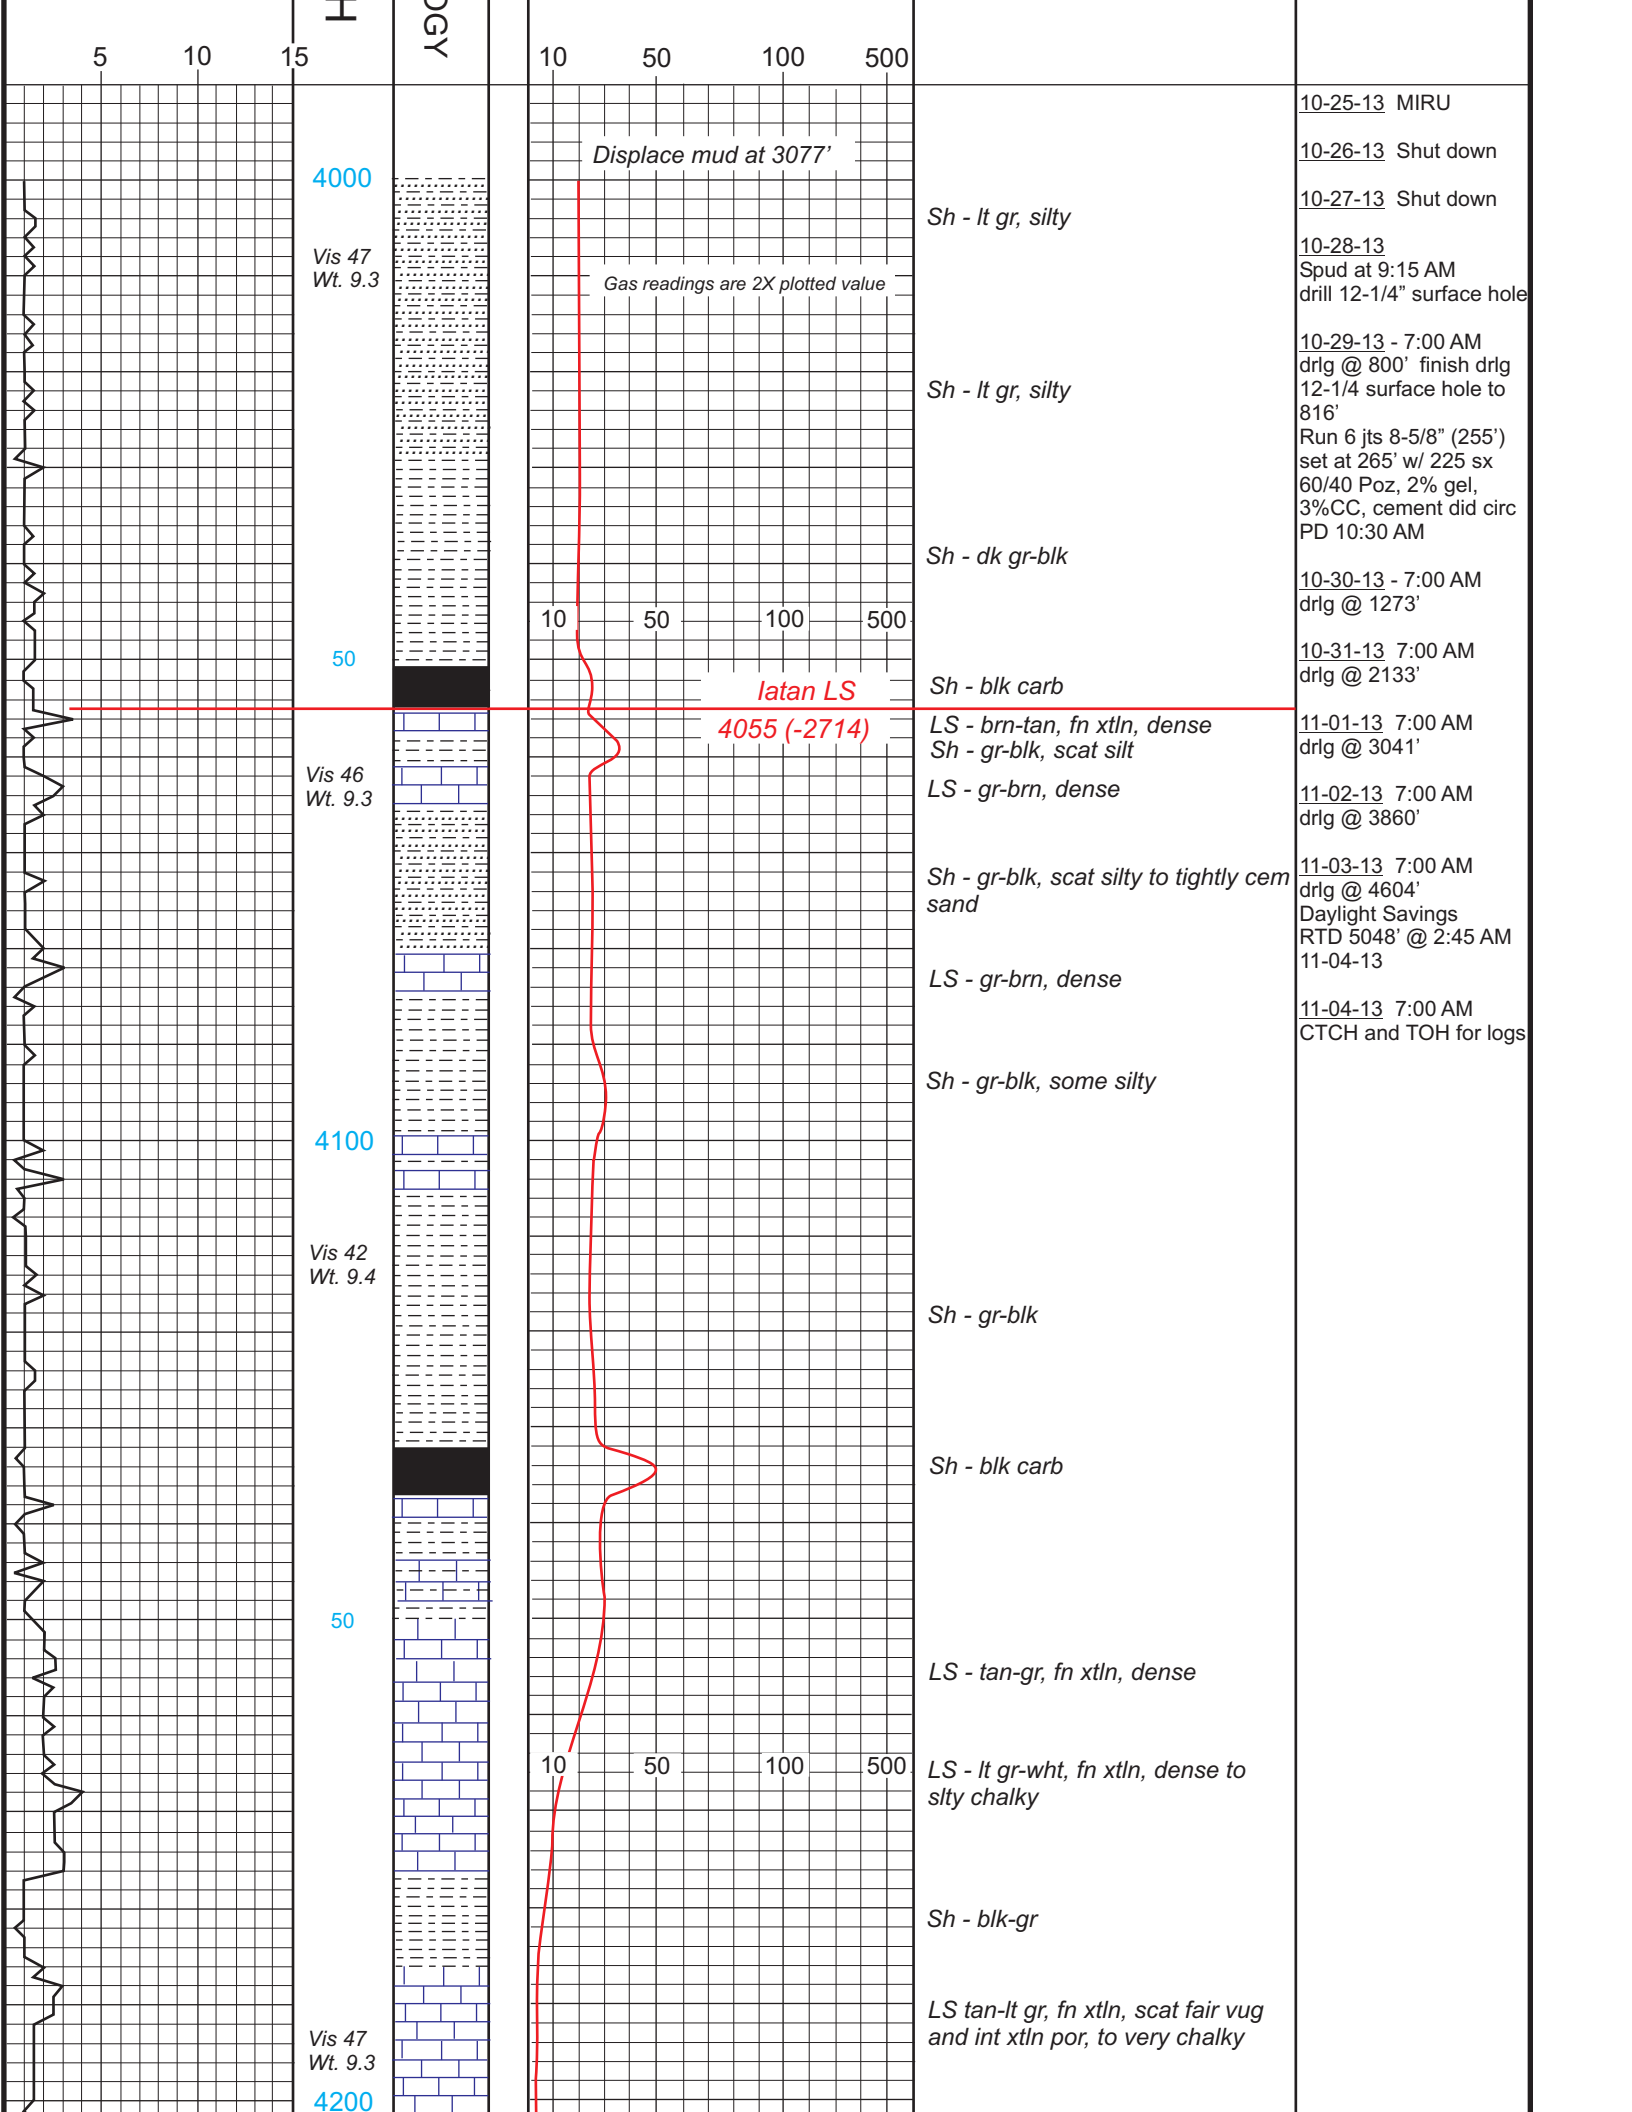 H
OGY
5 10 15
10 50 100 500
Displace mud at 3077’
4000
Vis 47
Wt. 9.3
Gas readings are 2X plotted value
10 50 100 500
50
Iatan LS
4055 (-2714)
Vis 46
Wt. 9.3
4100
Vis 42
Wt. 9.4
50
10 50 100 500
Vis 47
Wt. 9.3
4200
Sh - lt gr, silty
Sh - lt gr, silty
Sh - dk gr-blk
Sh - blk carb
LS - brn-tan, fn xtln, dense
Sh - gr-blk, scat silt
LS - gr-brn, dense
Sh - gr-blk, scat silty to tightly cem
sand
LS - gr-brn, dense
Sh - gr-blk, some silty
Sh - gr-blk
Sh - blk carb
LS - tan-gr, fn xtln, dense
LS - lt gr-wht, fn xtln, dense to
slty chalky
Sh - blk-gr
LS tan-lt gr, fn xtln, scat fair vug
and int xtln por, to very chalky
10-25-13 MIRU
10-26-13 Shut down
10-27-13 Shut down
10-28-13
Spud at 9:15 AM
drill 12-1/4” surface hole
10-29-13 - 7:00 AM
drlg @ 800’ finish drlg
12-1/4 surface hole to
816’
Run 6 jts 8-5/8” (255’)
set at 265’ w/ 225 sx
60/40 Poz, 2% gel,
3%CC, cement did circ
PD 10:30 AM
10-30-13 - 7:00 AM
drlg @ 1273’
10-31-13 7:00 AM
drlg @ 2133’
11-01-13 7:00 AM
drlg @ 3041’
11-02-13 7:00 AM
drlg @ 3860’
11-03-13 7:00 AM
drlg @ 4604’
Daylight Savings
RTD 5048’ @ 2:45 AM
11-04-13
11-04-13 7:00 AM
CTCH and TOH for logs